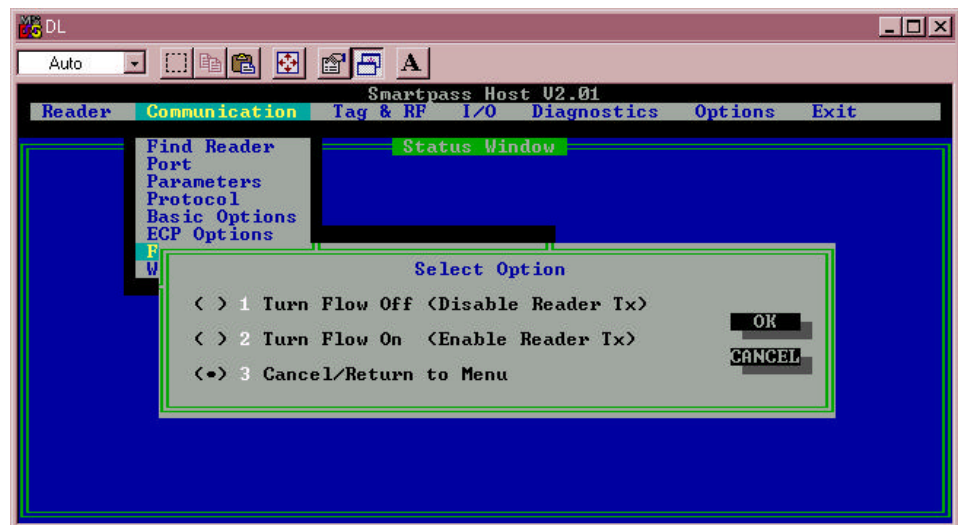 DL
Auto
A
Smartpass Host V2.01
Reader Communication Tag & RF I/O Diagnostics Options Exit
Status Window
Find Reader
Port
Parameters
Protocol
Basic Options
ECP Options
F
W
Select Option
( ) 1 Turn Flow Off (Disable Reader Tx)
( ) 2 Turn Flow On (Enable Reader Tx)
(•) 3 Cancel/Return to Menu
OK
CANCEL